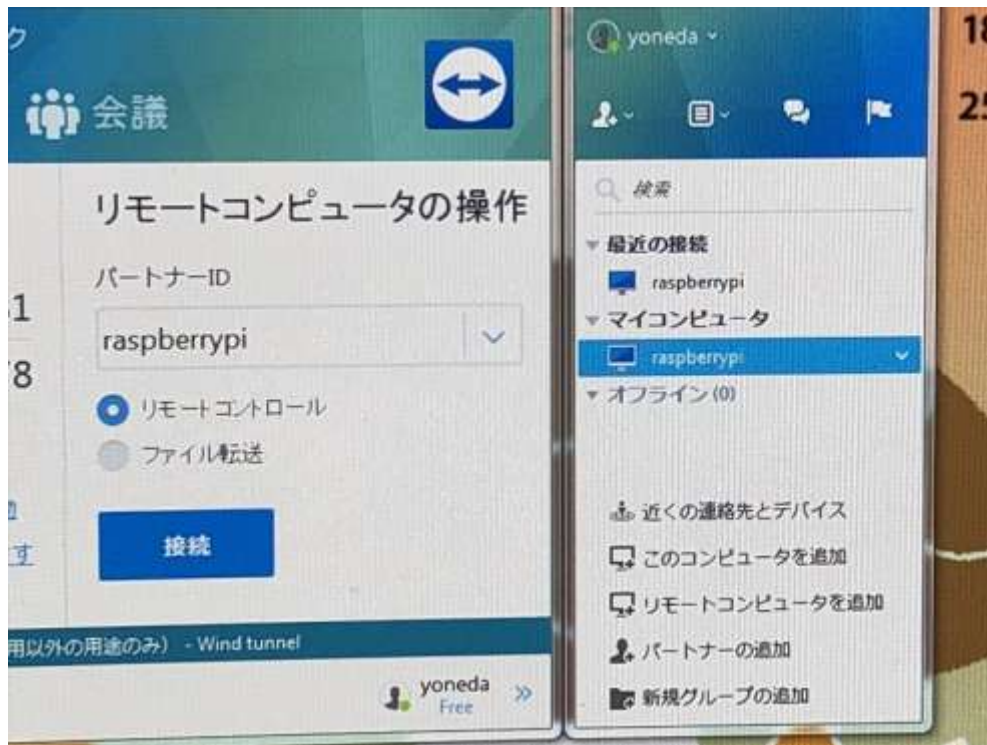 ク
会議
リモートコンピュータの操作
パートナーID
raspberrypi
リモートコントロール
ファイル転送
接続
用以外の用途のみ） - Wind tunnel
yoneda
Free
yoneda
検索
最近の接続
raspberrypi
マイコンピュータ
raspberrypi
オフライン (0)
近くの連絡先とデバイス
このコンピュータを追加
リモートコンピュータを追加
パートナーの追加
新規グループの追加
18
25